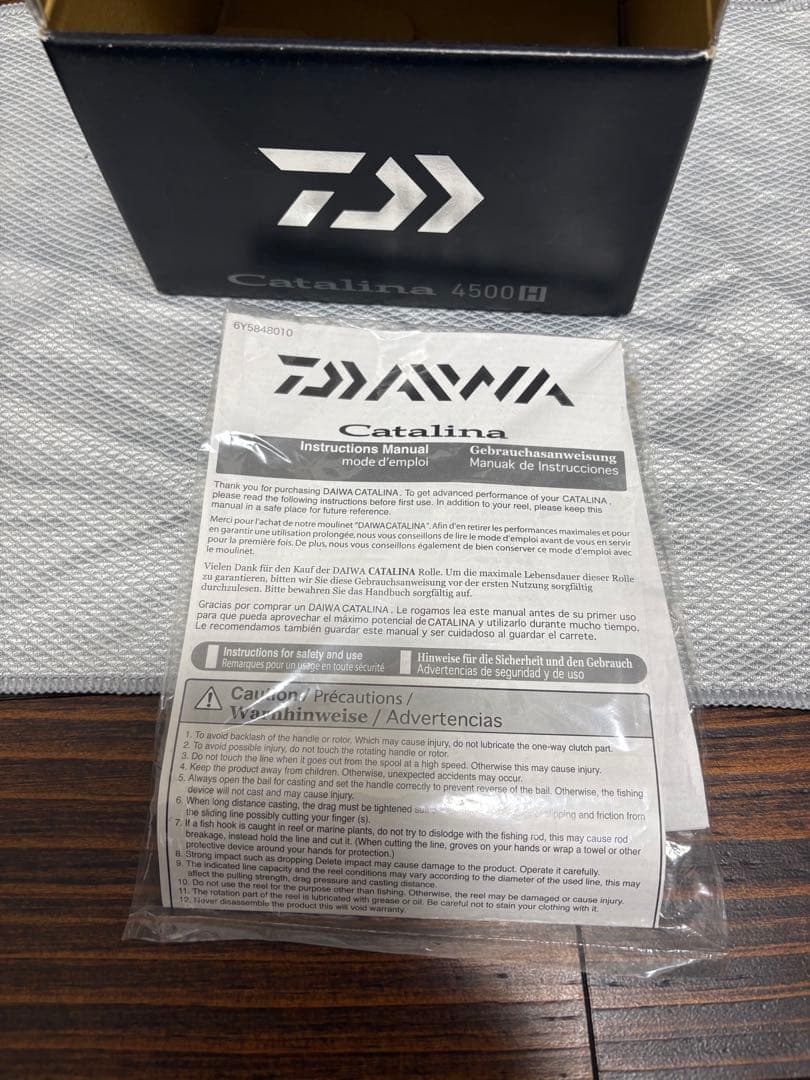 Catalina 4500H
6Y5848010
DAIWA
Catalina
Instructions Manual
mode d'emploi
Gebrauchasanweisung
Manuak de Instrucciones
Thank you for purchasing DAIWA CATALINA. To get advanced performance of your CATALINA,
please read the following instructions before first use. In addition to your reel, please keep this
manual in a safe place for future reference.
Merci pour l'achat de notre moulinet "DAIWACATALINA". Afin d'en retirer les performances maximales et pour
en garantir une utilisation prolongée, nous vous conseillons de lire le mode d'emploi avant de vous en servir
pour la première fois. De plus, nous vous conseillons également de bien conserver ce mode d'emploi avec
le moulinet.
Vielen Dank für den Kauf der DAIWA CATALINA Rolle. Um die maximale Lebensdauer dieser Rolle
zu garantieren, bitten wir Sie diese Gebrauchsanweisung vor der ersten Nutzung sorgfältig
durchzulesen. Bitte bewahren Sie das Handbuch sorgfältig auf.
Gracias por comprar un DAIWA CATALINA. Le rogamos lea este manual antes de su primer uso
para que pueda aprovechar el máximo potencial de CATALINA y utilizarlo durante mucho tiempo.
Le recomendamos también guardar este manual y ser cuidadoso al guardar el carrete.
Instructions for safety and use
Remarques pour un usage en toute sécurité
Hinweise für die Sicherheit und den Gebrauch
Advertencias de seguridad y de uso
Caution / Précautions /
Warnhinweise / Advertencias
1. To avoid backlash of the handle or rotor, Which may cause injury, do not lubricate the one-way clutch part.
2. To avoid possible injury, do not touch the rotating handle or rotor.
3. Do not touch the line when it goes out from the spool at a high speed. Otherwise this may cause injury.
4. Keep the product away from children. Otherwise, unexpected accidents may occur.
5. Always open the bail for casting and set the handle correctly to prevent reverse of the bail. Otherwise, the fishing
device will not cast and may cause injury.
6. When long distance casting, the drag must be tightened slipping and friction from
the sliding line possibly cutting your finger (s).
7. If a fish hook is caught in reef or marine plants, do not try to dislodge with the fishing rod, this may cause rod
breakage, instead hold the line and cut it. (When cutting the line, groves on your hands or wrap a towel or other
protective device around your hands for protection.)
8. Strong impact such as dropping Delete impact may cause damage to the product. Operate it carefully.
9. The indicated line capacity and the reel conditions may vary according to the diameter of the used line, this may
affect the pulling strength, drag pressure and casting distance.
10. Do not use the reel for the purpose other than fishing. Otherwise, the reel may be damaged or cause injury.
11. The rotation part of the reel is lubricated with grease or oil. Be careful not to stain your clothing with it.
12. Never disassemble the product this will void warranty.